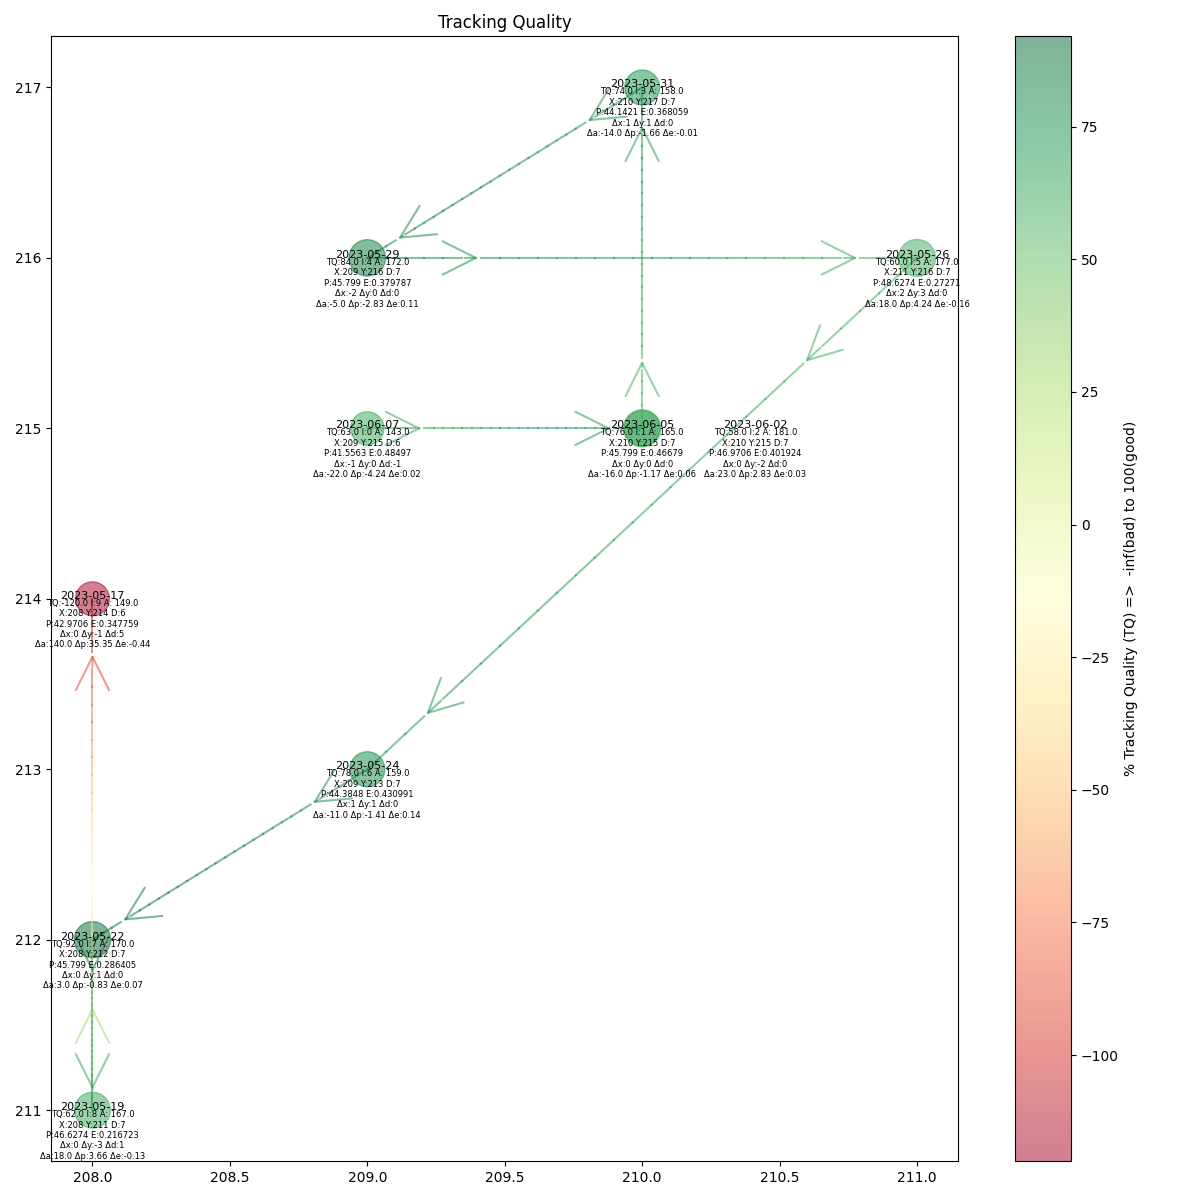 Tracking Quality
217
2023-05-31
TQ:74.0 I:3 A: 158.0
X:210 Y:217 D:7
P:44.1421 E:0.368059
Δx:1 Δy:1 Δd:0
Δa:-14.0 Δp:-1.66 Δe:-0.01
216
2023-05-29
TQ:84.0 I:4 A: 172.0
X:209 Y:216 D:7
P:45.799 E:0.379787
Δx:-2 Δy:0 Δd:0
Δa:-5.0 Δp:-2.83 Δe:0.11
2023-05-26
TQ:60.0 I:5 A: 177.0
X:211 Y:216 D:7
P:48.6274 E:0.27271
Δx:2 Δy:3 Δd:0
Δa:18.0 Δp:4.24 Δe:-0.16
215
2023-06-07
TQ:63.0 I:0 A: 143.0
X:209 Y:215 D:6
P:41.5563 E:0.48497
Δx:-1 Δy:0 Δd:-1
Δa:-22.0 Δp:-4.24 Δe:0.02
2023-06-05
TQ:76.0 I:1 A: 165.0
X:210 Y:215 D:7
P:45.799 E:0.46679
Δx:0 Δy:0 Δd:0
Δa:-16.0 Δp:-1.17 Δe:0.06
2023-06-02
TQ:58.0 I:2 A: 181.0
X:210 Y:215 D:7
P:46.9706 E:0.401924
Δx:0 Δy:-2 Δd:0
Δa:23.0 Δp:2.83 Δe:0.03
214
2023-05-17
TQ:-120.0 I:9 A: 149.0
X:208 Y:214 D:6
P:42.9706 E:0.347759
Δx:0 Δy:-1 Δd:5
Δa:140.0 Δp:35.35 Δe:-0.44
213
2023-05-24
TQ:78.0 I:6 A: 159.0
X:209 Y:213 D:7
P:44.3848 E:0.430991
Δx:1 Δy:1 Δd:0
Δa:-11.0 Δp:-1.41 Δe:0.14
212
2023-05-22
TQ:92.0 I:7 A: 170.0
X:208 Y:212 D:7
P:45.799 E:0.286405
Δx:0 Δy:1 Δd:0
Δa:3.0 Δp:-0.83 Δe:0.07
211
2023-05-19
TQ:62.0 I:8 A: 167.0
X:208 Y:211 D:7
P:46.6274 E:0.216723
Δx:0 Δy:-3 Δd:1
Δa:18.0 Δp:3.66 Δe:-0.13
208.0 208.5 209.0 209.5 210.0 210.5 211.0
75
50
25
0
−25
−50
−75
−100
% Tracking Quality (TQ) => -inf(bad) to 100(good)